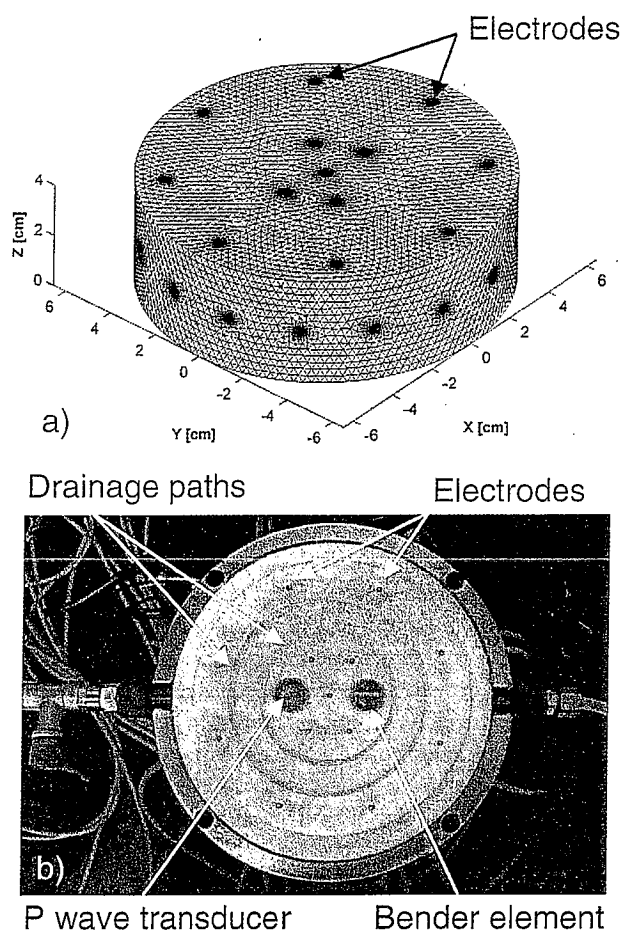 Electrodes
4
2
0
Z [cm]
6
4
2
0
-2
-4
-6
Y [cm]
6
4
2
0
-2
-4
-6
X [cm]
a)
Drainage paths
Electrodes
b)
P wave transducer
Bender element